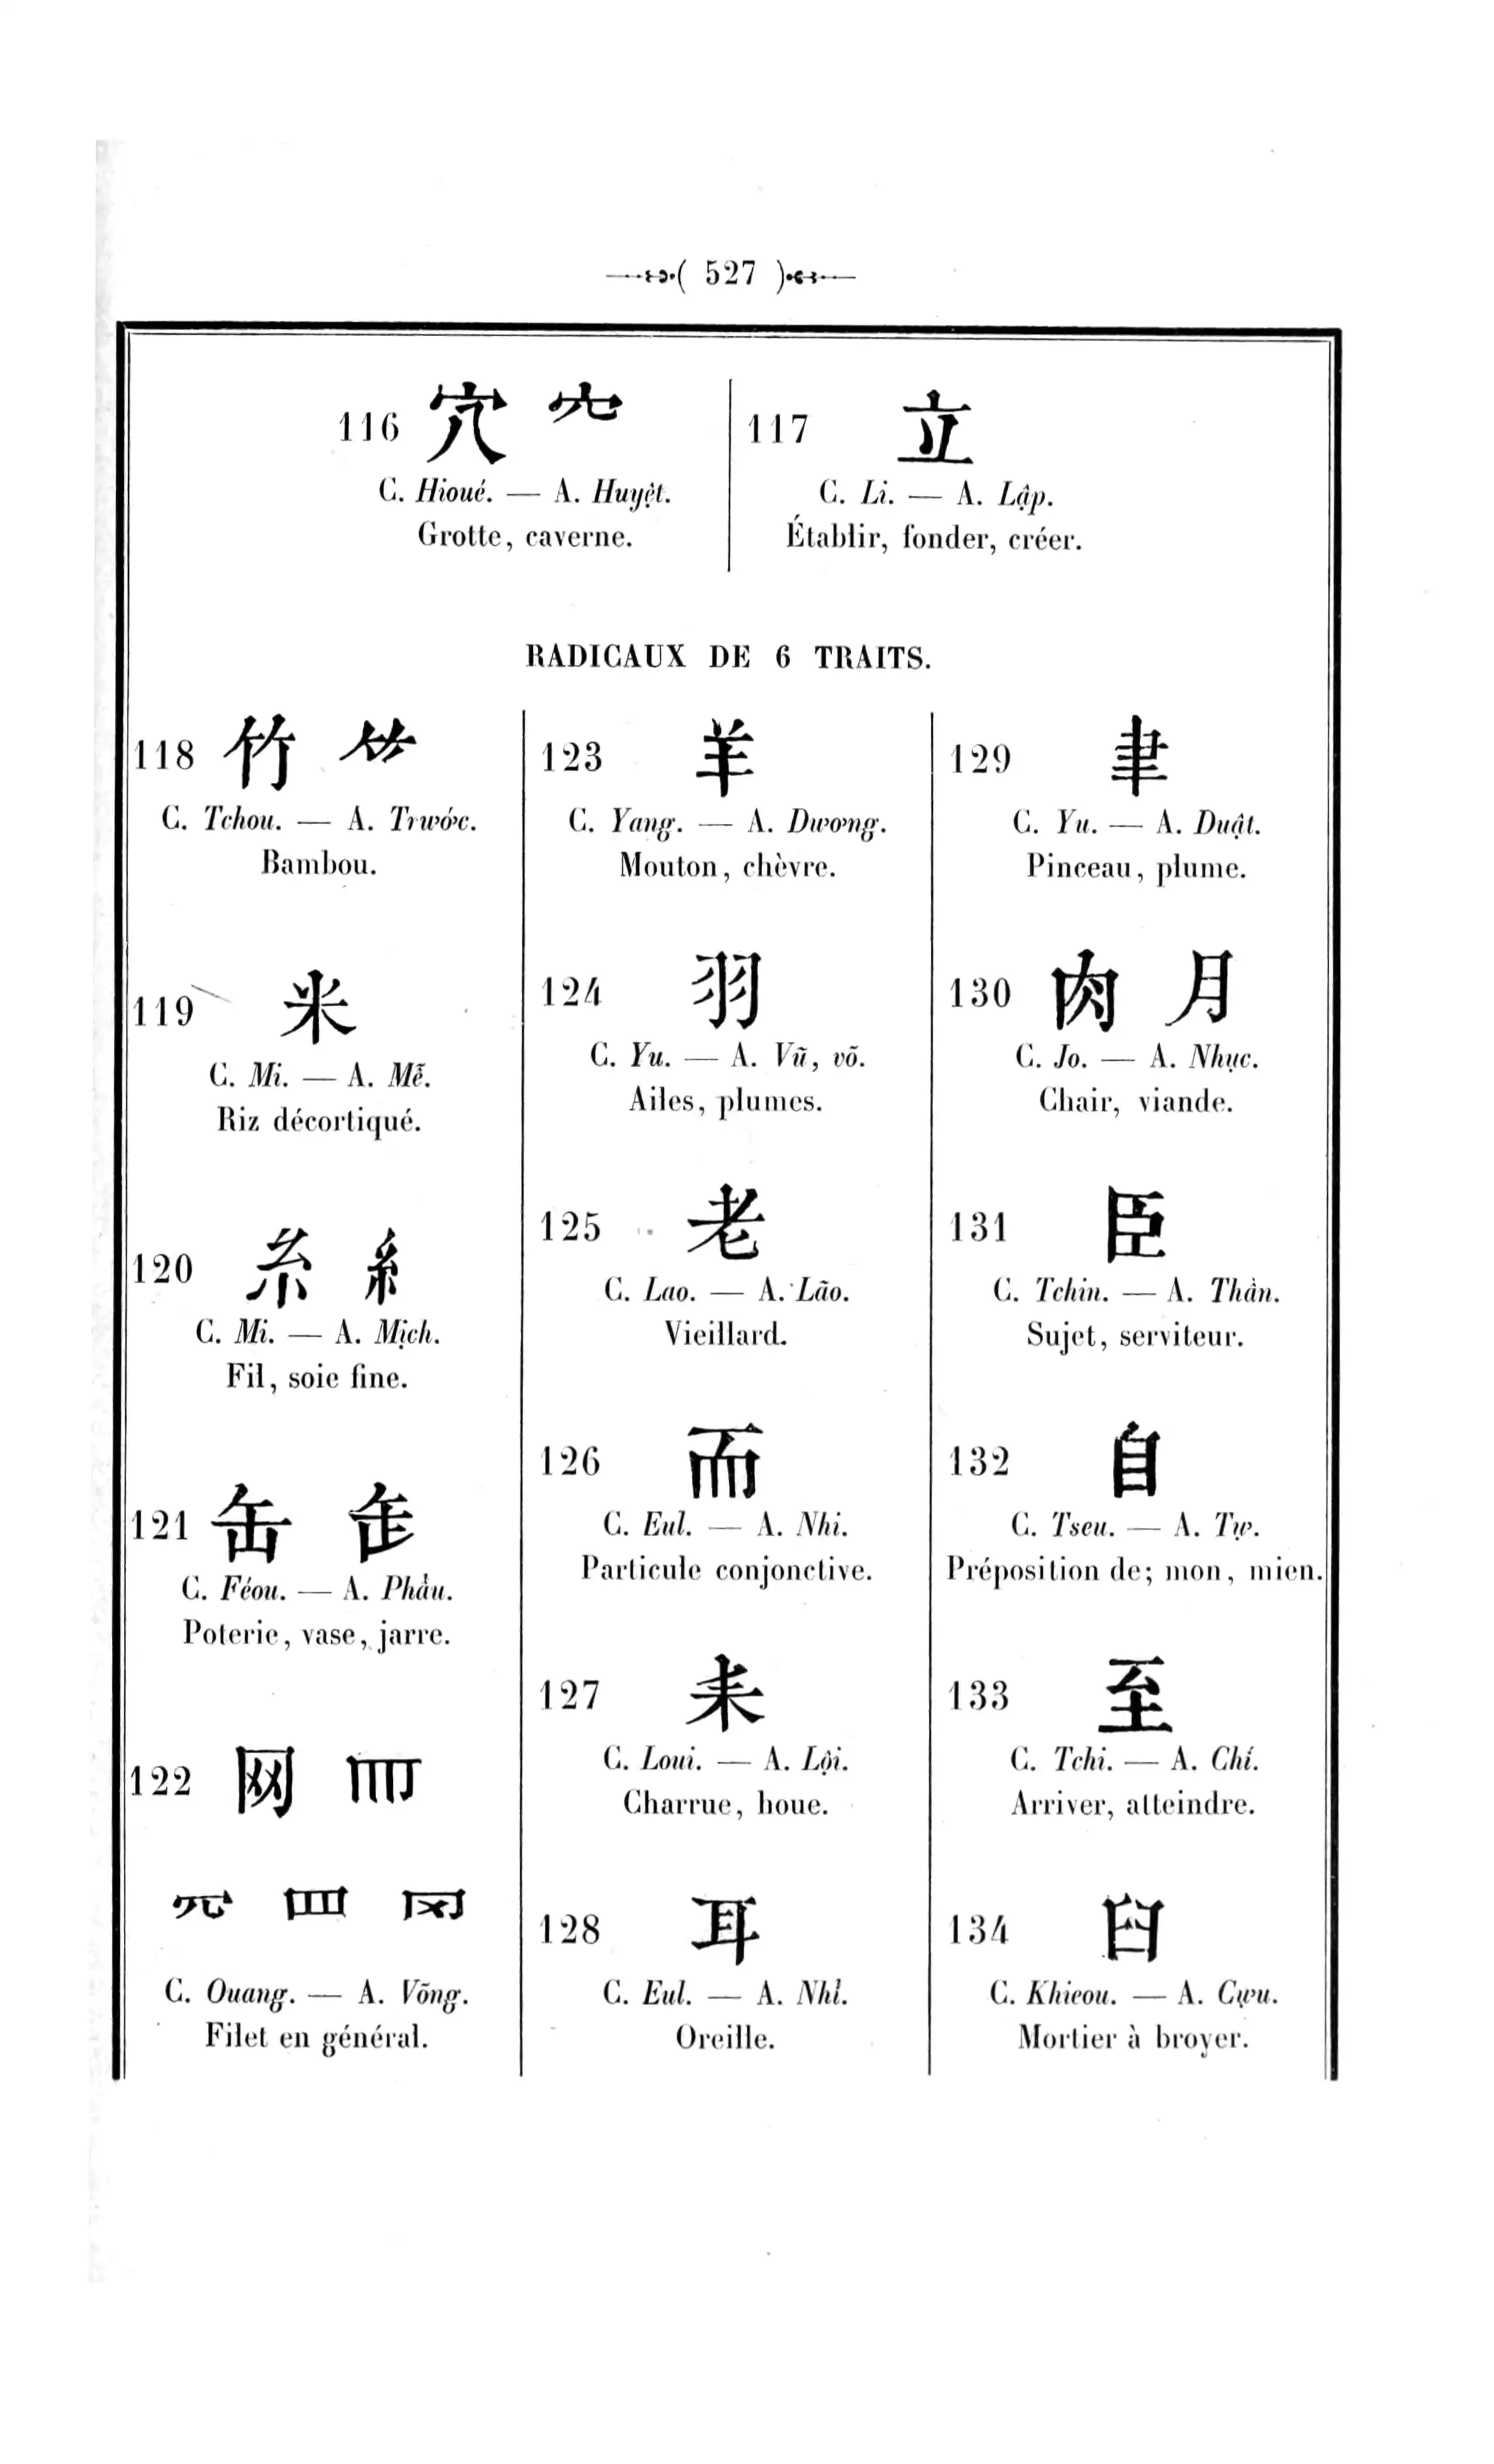 ( 527 )
116 穴 ⺳
C. Hioué. — A. Huyệt.
Grotte, caverne.
117 立
C. Li. — A. Lập.
Établir, fonder, créer.
RADICAUX DE 6 TRAITS.
118 竹 ⺮
C. Tchou. — A. Trước.
Bambou.
119 米
C. Mi. — A. Mễ.
Riz décortiqué.
120 糸 糹
C. Mi. — A. Mịch.
Fil, soie fine.
121 缶
C. Féou. — A. Phẫu.
Poterie, vase, jarre.
122 网
⺳ 罒
C. Ouang. — A. Võng.
Filet en général.
123 羊
C. Yang. — A. Dương.
Mouton, chèvre.
124 羽
C. Yu. — A. Vũ, võ.
Ailes, plumes.
125 老
C. Lao. — A. Lão.
Vieillard.
126 而
C. Eul. — A. Nhi.
Particule conjonctive.
127 耒
C. Loui. — A. Lội.
Charrue, houe.
128 耳
C. Eul. — A. Nhỉ.
Oreille.
129 聿
C. Yu. — A. Duật.
Pinceau, plume.
130 肉 月
C. Jo. — A. Nhục.
Chair, viande.
131 臣
C. Tchin. — A. Thần.
Sujet, serviteur.
132 自
C. Tseu. — A. Tự.
Préposition de; mon, mien.
133 至
C. Tchi. — A. Chí.
Arriver, atteindre.
134 臼
C. Khieou. — A. Cựu.
Mortier à broyer.